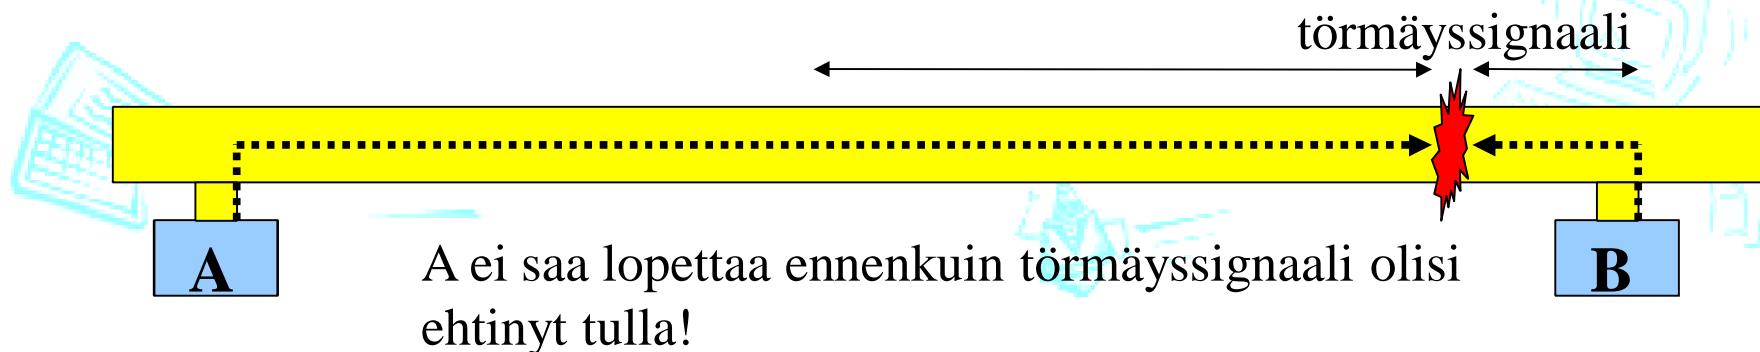 törmäyssignaali
A
B
A ei saa lopettaa ennenkuin törmäyssignaali olisi
ehtinyt tulla!